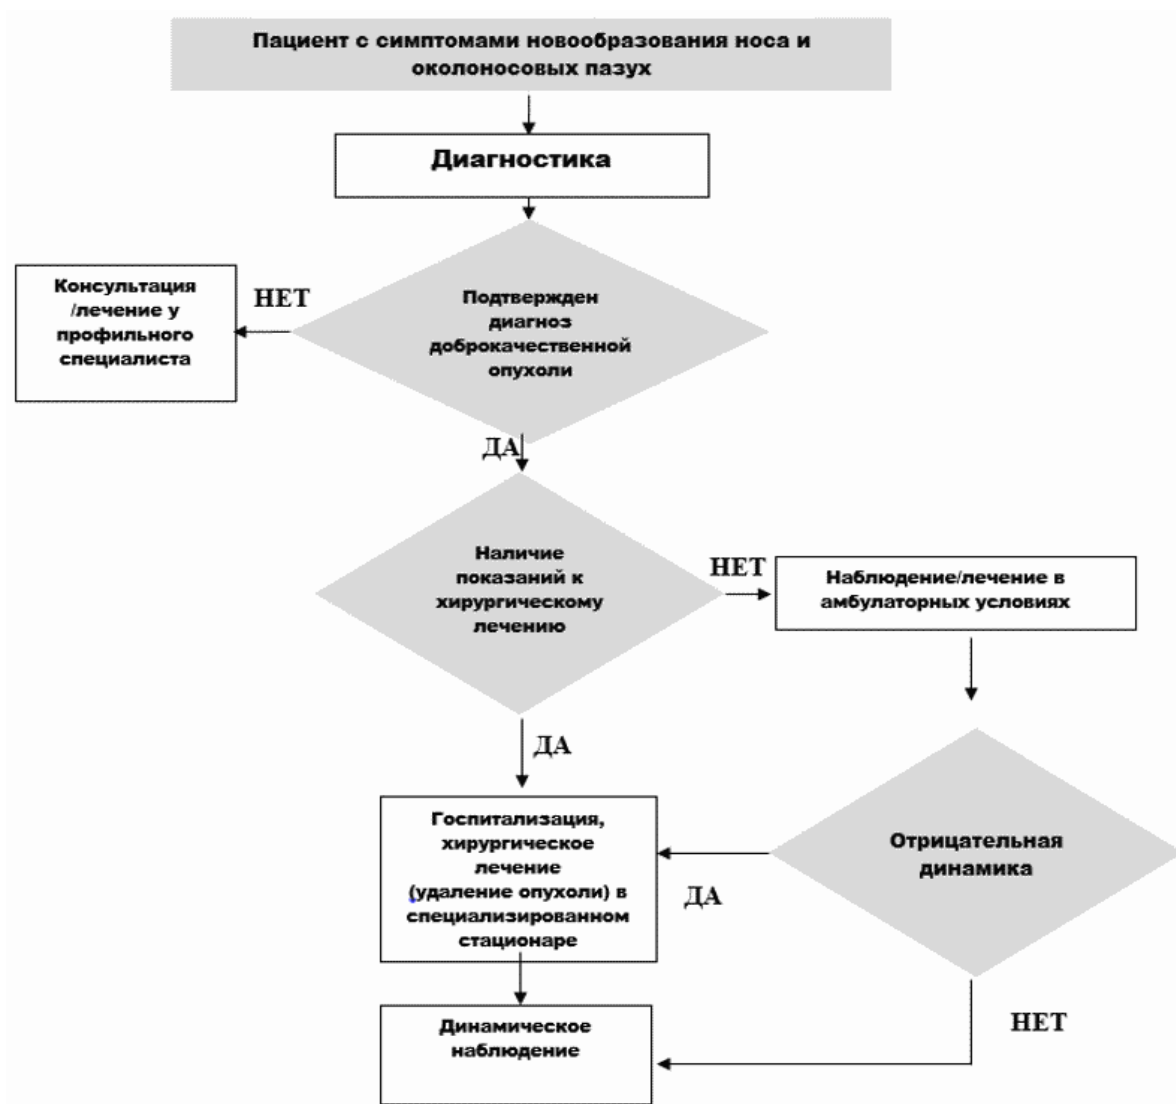 Пациент с симптомами новообразования носа и
околоносовых пазух
Диагностика
Консультация
/лечение у
профильного
специалиста
НЕТ
Подтвержден
диагноз
доброкачественной
опухоли
ДА
Наличие
показаний к
хирургическому
лечению
НЕТ
Наблюдение/лечение в
амбулаторных условиях
ДА
Госпитализация,
хирургическое
лечение
(удаление опухоли) в
специализированном
стационаре
ДА
Отрицательная
динамика
Динамическое
наблюдение
НЕТ